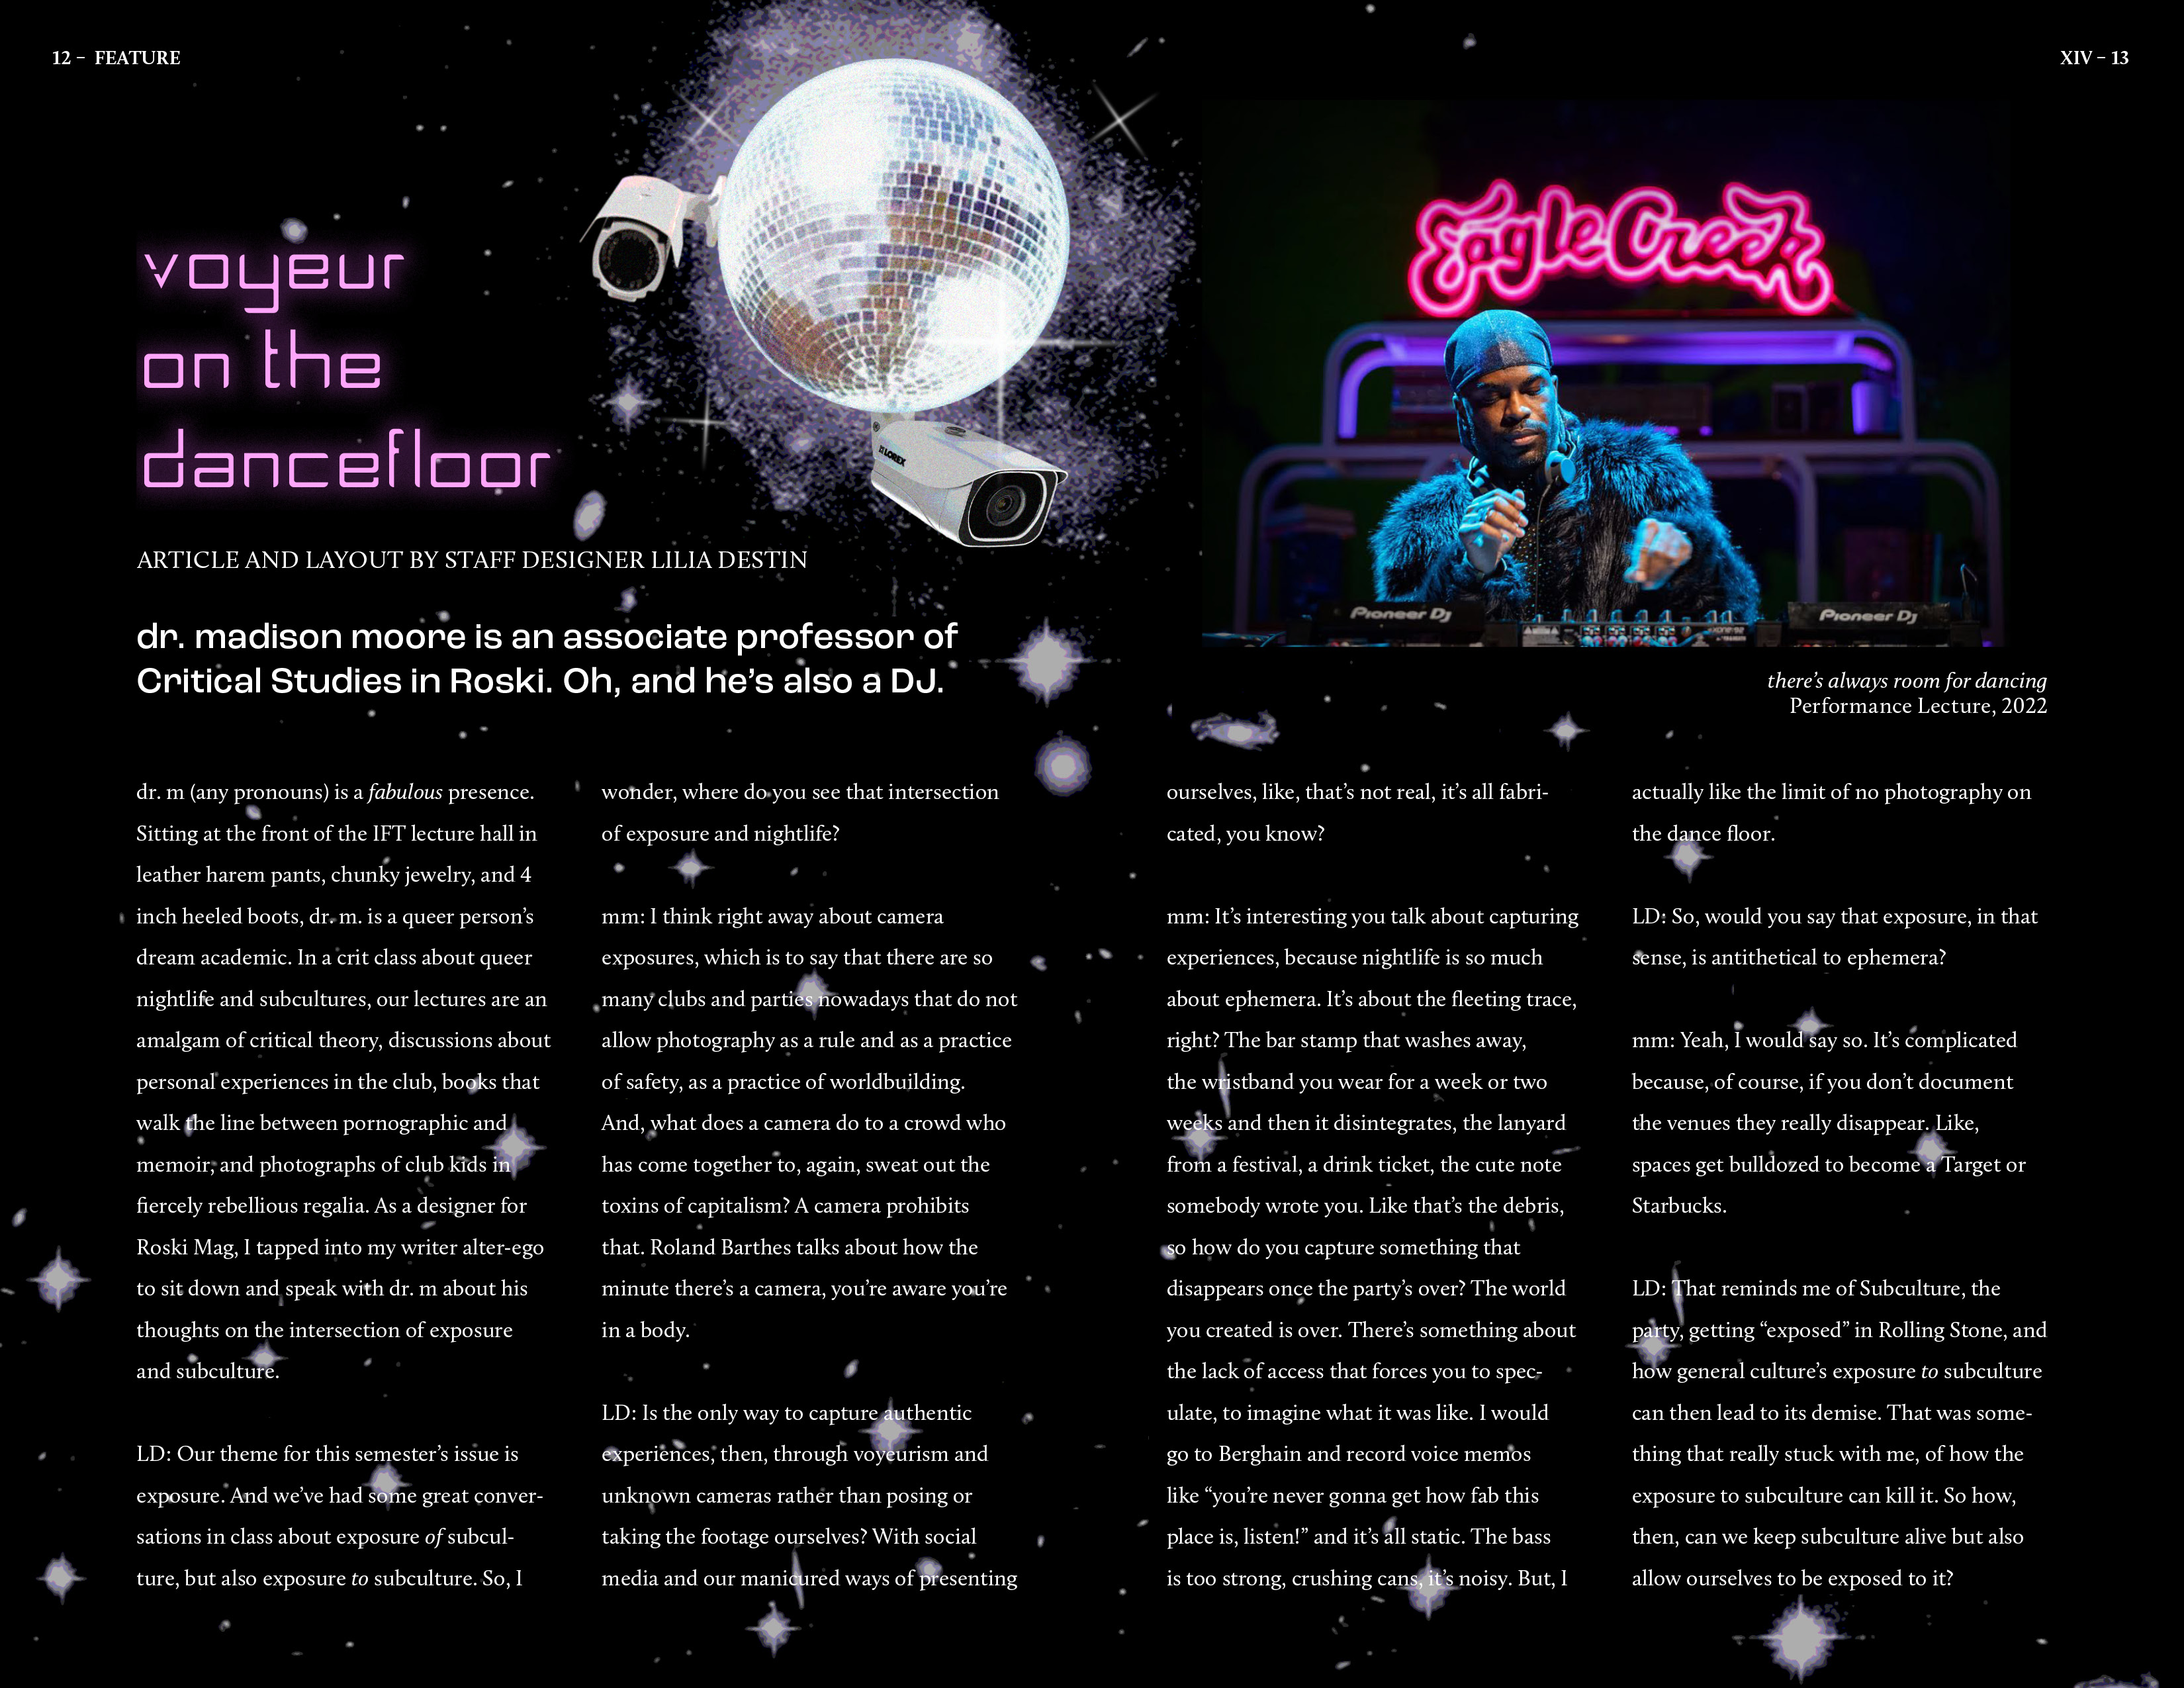 12 – FEATURE
XIV – 13
voyeur
on the
dancefloor
LOREX
Eagle Creek
Pioneer Dj
Pioneer Dj
ARTICLE AND LAYOUT BY STAFF DESIGNER LILIA DESTIN
dr. madison moore is an associate professor of
Critical Studies in Roski. Oh, and he’s also a DJ.
there’s always room for dancing
Performance Lecture, 2022
dr. m (any pronouns) is a fabulous presence.
Sitting at the front of the IFT lecture hall in
leather harem pants, chunky jewelry, and 4
inch heeled boots, dr. m. is a queer person’s
dream academic. In a crit class about queer
nightlife and subcultures, our lectures are an
amalgam of critical theory, discussions about
personal experiences in the club, books that
walk the line between pornographic and
memoir, and photographs of club kids in
fiercely rebellious regalia. As a designer for
Roski Mag, I tapped into my writer alter-ego
to sit down and speak with dr. m about his
thoughts on the intersection of exposure
and subculture.
LD: Our theme for this semester’s issue is
exposure. And we’ve had some great conver-
sations in class about exposure of subcul-
ture, but also exposure to subculture. So, I
wonder, where do you see that intersection
of exposure and nightlife?
mm: I think right away about camera
exposures, which is to say that there are so
many clubs and parties nowadays that do not
allow photography as a rule and as a practice
of safety, as a practice of worldbuilding.
And, what does a camera do to a crowd who
has come together to, again, sweat out the
toxins of capitalism? A camera prohibits
that. Roland Barthes talks about how the
minute there’s a camera, you’re aware you’re
in a body.
LD: Is the only way to capture authentic
experiences, then, through voyeurism and
unknown cameras rather than posing or
taking the footage ourselves? With social
media and our manicured ways of presenting
ourselves, like, that’s not real, it’s all fabri-
cated, you know?
mm: It’s interesting you talk about capturing
experiences, because nightlife is so much
about ephemera. It’s about the fleeting trace,
right? The bar stamp that washes away,
the wristband you wear for a week or two
weeks and then it disintegrates, the lanyard
from a festival, a drink ticket, the cute note
somebody wrote you. Like that’s the debris,
so how do you capture something that
disappears once the party’s over? The world
you created is over. There’s something about
the lack of access that forces you to spec-
ulate, to imagine what it was like. I would
go to Berghain and record voice memos
like “you’re never gonna get how fab this
place is, listen!” and it’s all static. The bass
is too strong, crushing cans, it’s noisy. But, I
actually like the limit of no photography on
the dance floor.
LD: So, would you say that exposure, in that
sense, is antithetical to ephemera?
mm: Yeah, I would say so. It’s complicated
because, of course, if you don’t document
the venues they really disappear. Like,
spaces get bulldozed to become a Target or
Starbucks.
LD: That reminds me of Subculture, the
party, getting “exposed” in Rolling Stone, and
how general culture’s exposure to subculture
can then lead to its demise. That was some-
thing that really stuck with me, of how the
exposure to subculture can kill it. So how,
then, can we keep subculture alive but also
allow ourselves to be exposed to it?